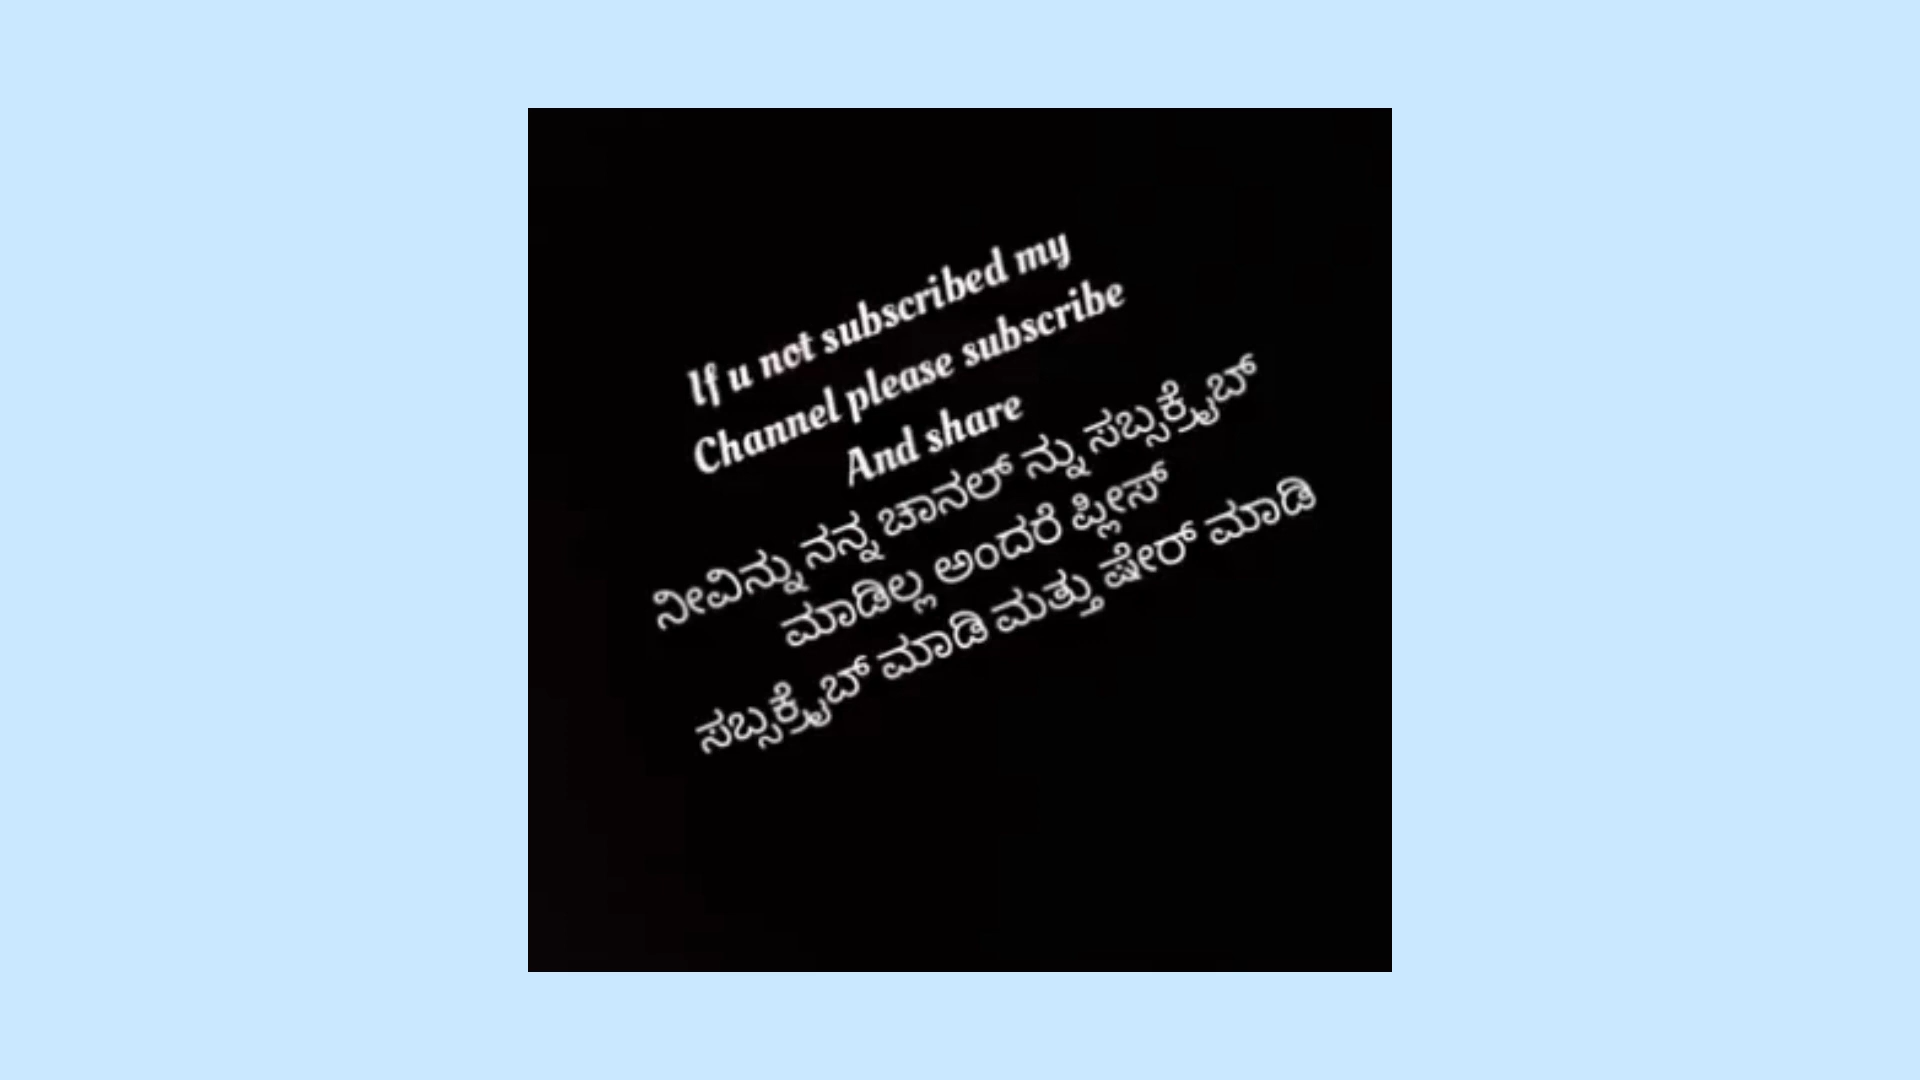 If u not subscribed my
Channel please subscribe
And share
ನೀವಿನ್ನು ನನ್ನ ಚಾನಲ್ ನ್ನು ಸಬ್ಸಕ್ರೈಬ್
ಮಾಡಿಲ್ಲ ಅಂದರೆ ಪ್ಲೀಸ್
ಸಬ್ಸಕ್ರೈಬ್ ಮಾಡಿ ಮತ್ತು ಷೇರ್ ಮಾಡಿ